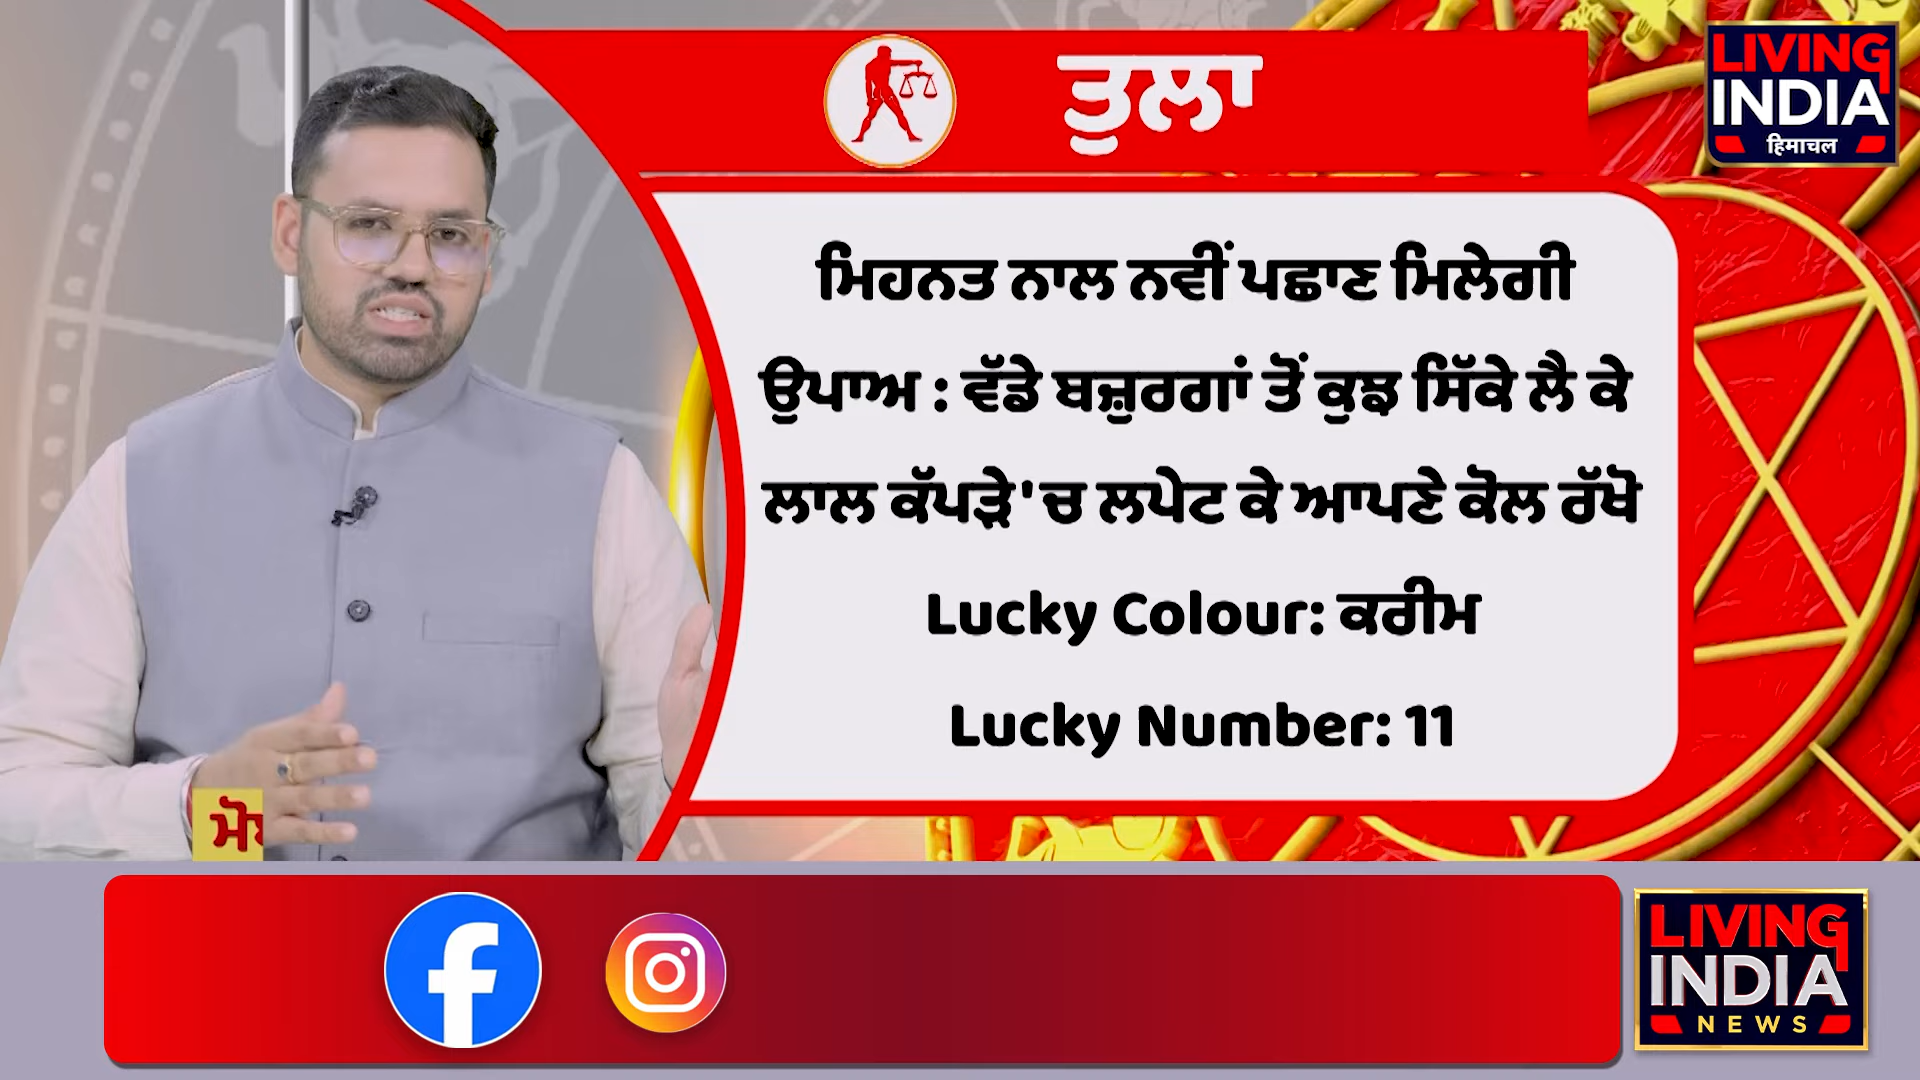 ਤੁਲਾ
LIVING
INDIA
हिमाचल
ਮਿਹਨਤ ਨਾਲ ਨਵੀਂ ਪਛਾਣ ਮਿਲੇਗੀ
ਉਪਾਅ : ਵੱਡੇ ਬਜ਼ੁਰਗਾਂ ਤੋਂ ਕੁਝ ਸਿੱਕੇ ਲੈ ਕੇ
ਲਾਲ ਕੱਪੜੇ'ਚ ਲਪੇਟ ਕੇ ਆਪਣੇ ਕੋਲ ਰੱਖੋ
Lucky Colour: ਕਰੀਮ
Lucky Number: 11
LIVING
INDIA
NEWS